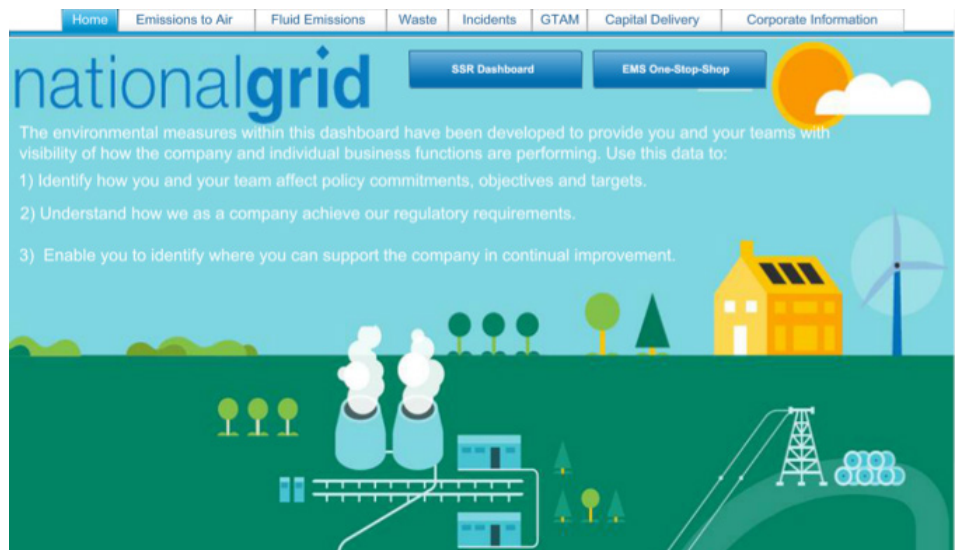 Home Emissions to Air Fluid Emissions Waste Incidents GTAM Capital Delivery Corporate Information
nationalgrid
SSR Dashboard
EMS One-Stop-Shop
The environmental measures within this dashboard have been developed to provide you and your teams with
visibility of how the company and individual business functions are performing. Use this data to:
1) Identify how you and your team affect policy commitments, objectives and targets.
2) Understand how we as a company achieve our regulatory requirements.
3) Enable you to identify where you can support the company in continual improvement.